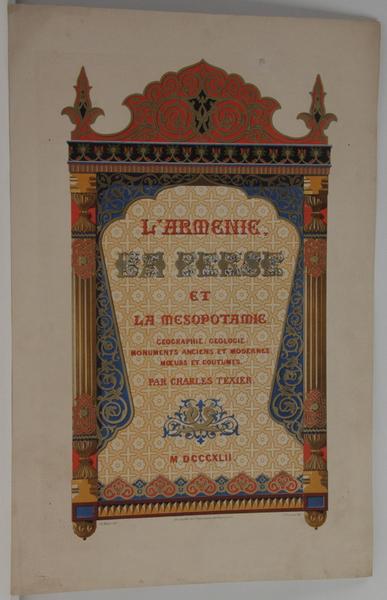 L'ARMENIE,
LA PERSE
ET
LA MESOPOTAMIE
GEOGRAPHIE, GEOLOGIE
MONUMENTS ANCIENS ET MODERNES
MŒURS ET COUTUMES.
PAR CHARLES TEXIER
M DCCCXLII